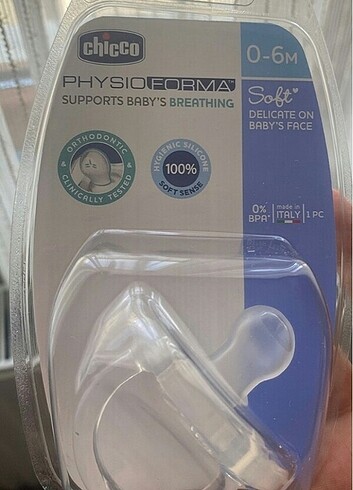 chicco
0-6M
PHYSIOFORMA™
SUPPORTS BABY'S BREATHING
Soft
DELICATE ON
BABY'S FACE
ORTHODONTIC
CLINICALLY TESTED
HYGIENIC SILICONE
100%
SOFT SENSE
0%
BPA*
made in
ITALY
1 PC